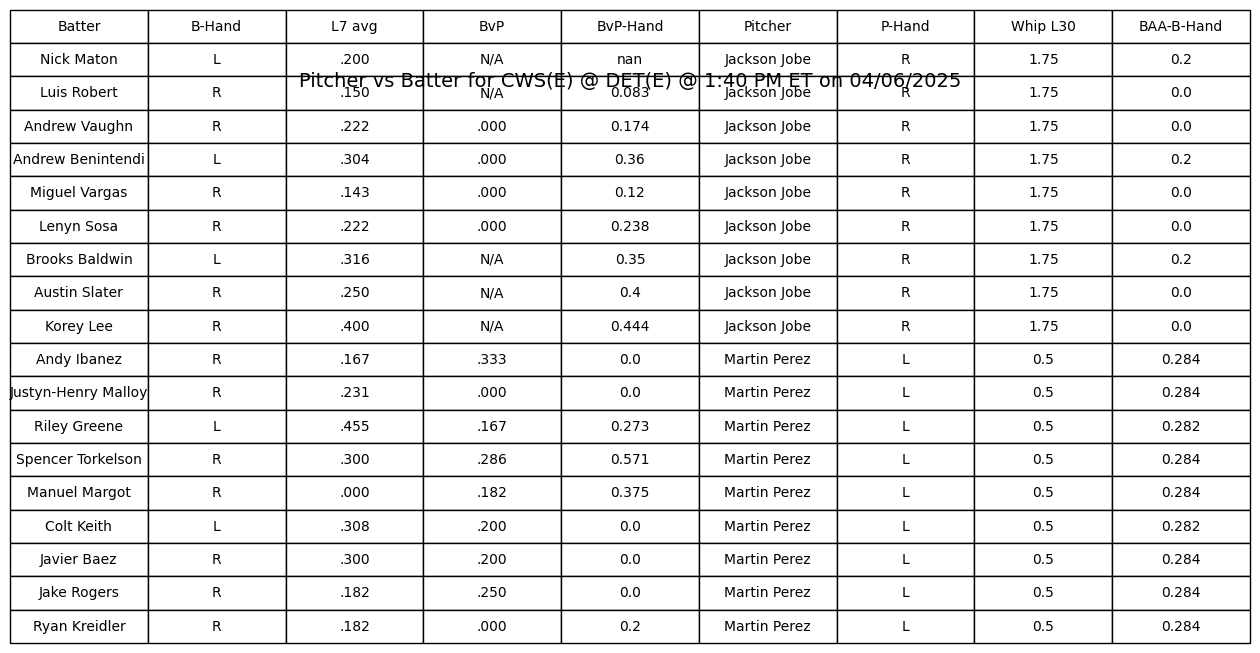 Batter B-Hand L7 avg BvP BvP-Hand Pitcher P-Hand Whip L30 BAA-B-Hand
Nick Maton L .200 N/A nan Jackson Jobe R 1.75 0.2
Pitcher vs Batter for CWS(E) @ DET(E) @ 1:40 PM ET on 04/06/2025
Luis Robert R .150 N/A 0.083 Jackson Jobe R 1.75 0.0
Andrew Vaughn R .222 .000 0.174 Jackson Jobe R 1.75 0.0
Andrew Benintendi L .304 .000 0.36 Jackson Jobe R 1.75 0.2
Miguel Vargas R .143 .000 0.12 Jackson Jobe R 1.75 0.0
Lenyn Sosa R .222 .000 0.238 Jackson Jobe R 1.75 0.0
Brooks Baldwin L .316 N/A 0.35 Jackson Jobe R 1.75 0.2
Austin Slater R .250 N/A 0.4 Jackson Jobe R 1.75 0.0
Korey Lee R .400 N/A 0.444 Jackson Jobe R 1.75 0.0
Andy Ibanez R .167 .333 0.0 Martin Perez L 0.5 0.284
Justyn-Henry Malloy R .231 .000 0.0 Martin Perez L 0.5 0.284
Riley Greene L .455 .167 0.273 Martin Perez L 0.5 0.282
Spencer Torkelson R .300 .286 0.571 Martin Perez L 0.5 0.284
Manuel Margot R .000 .182 0.375 Martin Perez L 0.5 0.284
Colt Keith L .308 .200 0.0 Martin Perez L 0.5 0.282
Javier Baez R .300 .200 0.0 Martin Perez L 0.5 0.284
Jake Rogers R .182 .250 0.0 Martin Perez L 0.5 0.284
Ryan Kreidler R .182 .000 0.2 Martin Perez L 0.5 0.284